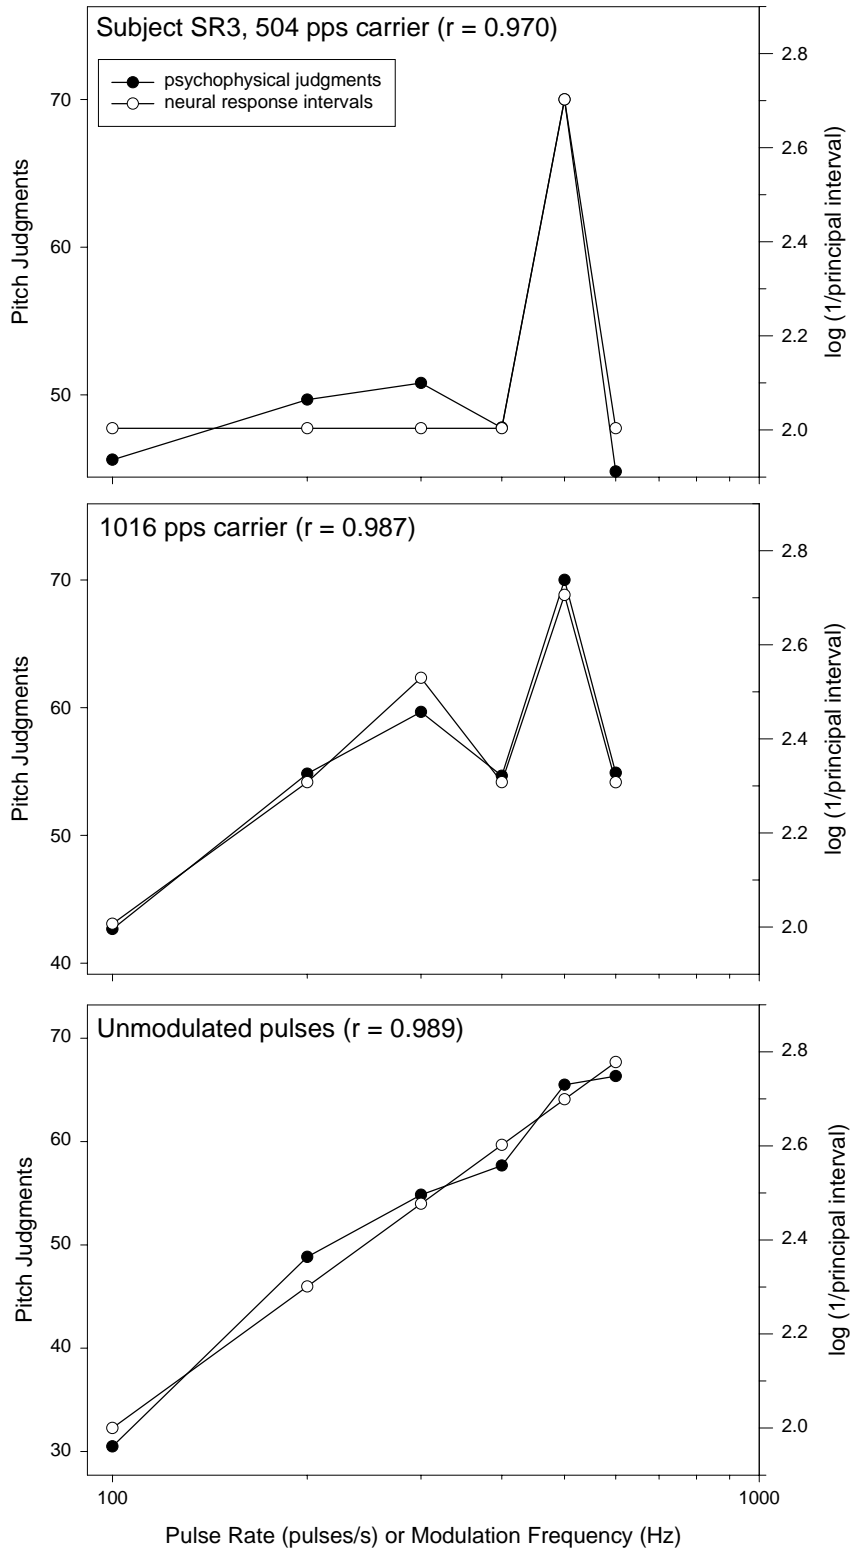 Subject SR3, 504 pps carrier (r = 0.970)
psychophysical judgments
neural response intervals
70
60
50
Pitch Judgments
2.8
2.6
2.4
2.2
2.0
log (1/principal interval)
1016 pps carrier (r = 0.987)
70
60
50
40
Pitch Judgments
2.8
2.6
2.4
2.2
2.0
log (1/principal interval)
Unmodulated pulses (r = 0.989)
70
60
50
40
30
Pitch Judgments
2.8
2.6
2.4
2.2
2.0
log (1/principal interval)
100
1000
Pulse Rate (pulses/s) or Modulation Frequency (Hz)